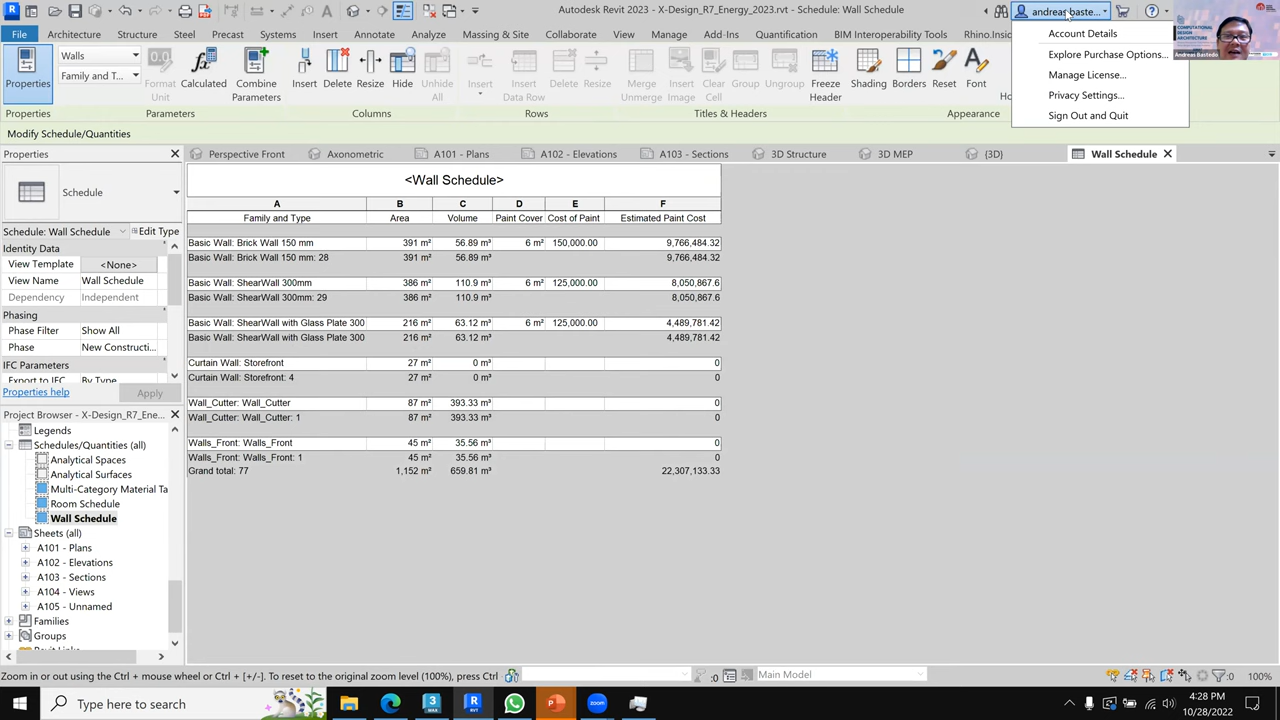 Autodesk Revit 2023 - X-Design_R7_Energy_2023.rvt - Schedule: Wall Schedule
andreas.baste...
File Architecture Structure Steel Precast Systems Insert Annotate Analyze Massing & Site Collaborate View Manage Add-Ins Quantification BIM Interoperability Tools Rhino.Insi
Account Details
Explore Purchase Options...
Manage License...
Privacy Settings...
Sign Out and Quit
COMPUTATIONAL
DESIGN
ARCHITECTURE
Andreas Bastedo
Properties
Walls
Family and T...
Format Unit
Calculated
Combine Parameters
Insert
Delete
Resize
Hide
Unhide All
Insert
Insert Data Row
Delete
Resize
Merge Unmerge
Insert Image
Clear Cell
Group
Ungroup
Freeze Header
Shading
Borders
Reset
Font
Properties Parameters Columns Rows Titles & Headers Appearance
Modify Schedule/Quantities
Properties
Perspective Front Axonometric A101 - Plans A102 - Elevations A103 - Sections 3D Structure 3D MEP {3D} Wall Schedule
Schedule
Schedule: Wall Schedule Edit Type
Identity Data
View Template <None>
View Name Wall Schedule
Dependency Independent
Phasing
Phase Filter Show All
Phase New Constructi...
IFC Parameters
Export to IFC By Type
Properties help Apply
<Wall Schedule>
A B C D E F
Family and Type Area Volume Paint Cover Cost of Paint Estimated Paint Cost
Basic Wall: Brick Wall 150 mm 391 m² 56.89 m³ 6 m² 150,000.00 9,766,484.32
Basic Wall: Brick Wall 150 mm: 28 391 m² 56.89 m³ 9,766,484.32
Basic Wall: ShearWall 300mm 386 m² 110.9 m³ 6 m² 125,000.00 8,050,867.6
Basic Wall: ShearWall 300mm: 29 386 m² 110.9 m³ 8,050,867.6
Basic Wall: ShearWall with Glass Plate 300 216 m² 63.12 m³ 6 m² 125,000.00 4,489,781.42
Basic Wall: ShearWall with Glass Plate 300 216 m² 63.12 m³ 4,489,781.42
Curtain Wall: Storefront 27 m² 0 m³ 0
Curtain Wall: Storefront: 4 27 m² 0 m³ 0
Wall_Cutter: Wall_Cutter 87 m² 393.33 m³ 0
Wall_Cutter: Wall_Cutter: 1 87 m² 393.33 m³ 0
Walls_Front: Walls_Front 45 m² 35.56 m³ 0
Walls_Front: Walls_Front: 1 45 m² 35.56 m³ 0
Grand total: 77 1,152 m² 659.81 m³ 22,307,133.33
Project Browser - X-Design_R7_Ene...
Legends
Schedules/Quantities (all)
Analytical Spaces
Analytical Surfaces
Multi-Category Material Ta
Room Schedule
Wall Schedule
Sheets (all)
A101 - Plans
A102 - Elevations
A103 - Sections
A104 - Views
A105 - Unnamed
Families
Groups
Zoom in or out using the Ctrl + mouse wheel or Ctrl + [+/-]. To reset to the original zoom level (100%), press Ctrl :0 Main Model :0 100%
Type here to search
4:28 PM
10/28/2022